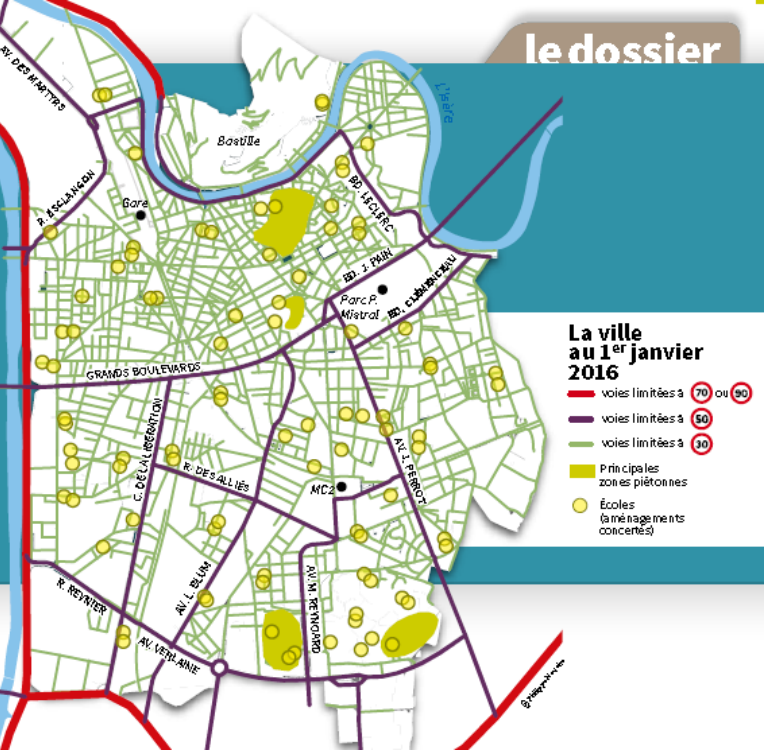 le dossier
AV. DES MARTYRS
L'Isère
Bastille
R. ESCLANGON
Gare
BD. LECLERC
BD. J. PAIN
BD. CLÉMENCEAU
Parc P.
Mistral
GRANDS BOULEVARDS
C. DE LA LIBÉRATION
R. DES ALLIÉS
MC2
AV. J. PERROT
R. REYNIER
AV. L. BLUM
AV. M. REYNOARD
AV. VERLAINE
La ville
au 1er janvier
2016
voies limitées à 70 ou 90
voies limitées à 50
voies limitées à 30
Principales
zones piétonnes
Écoles
(aménagements
concertés)